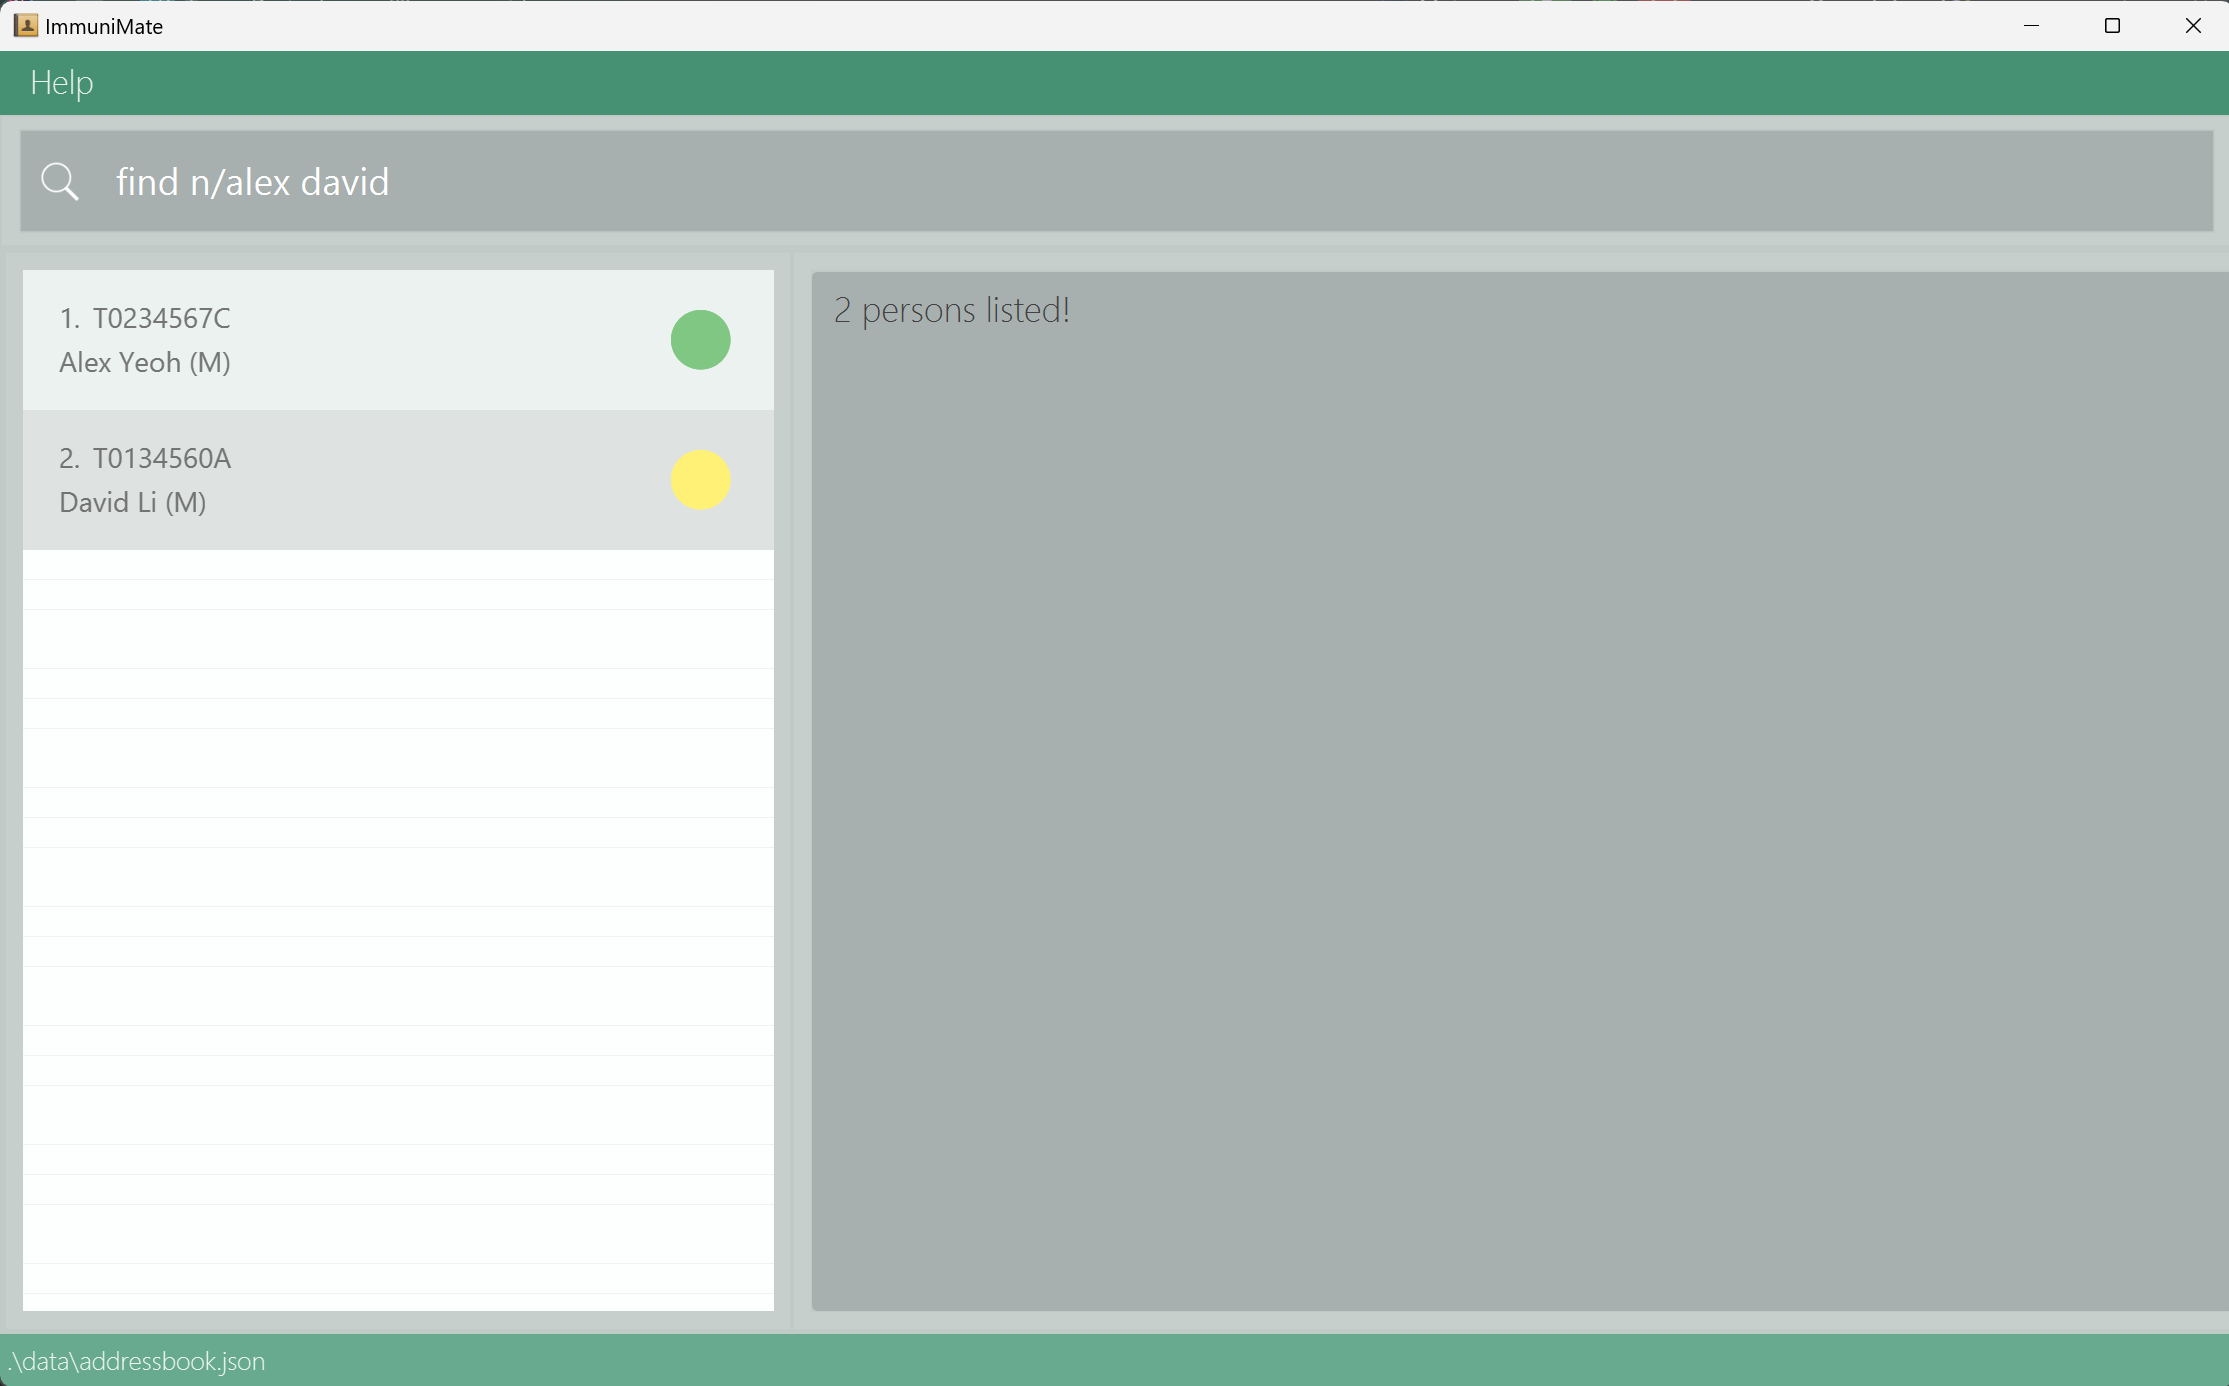 ImmuniMate
Help
find n/alex david
1. T0234567C
Alex Yeoh (M)
2. T0134560A
David Li (M)
2 persons listed!
.\data\addressbook.json